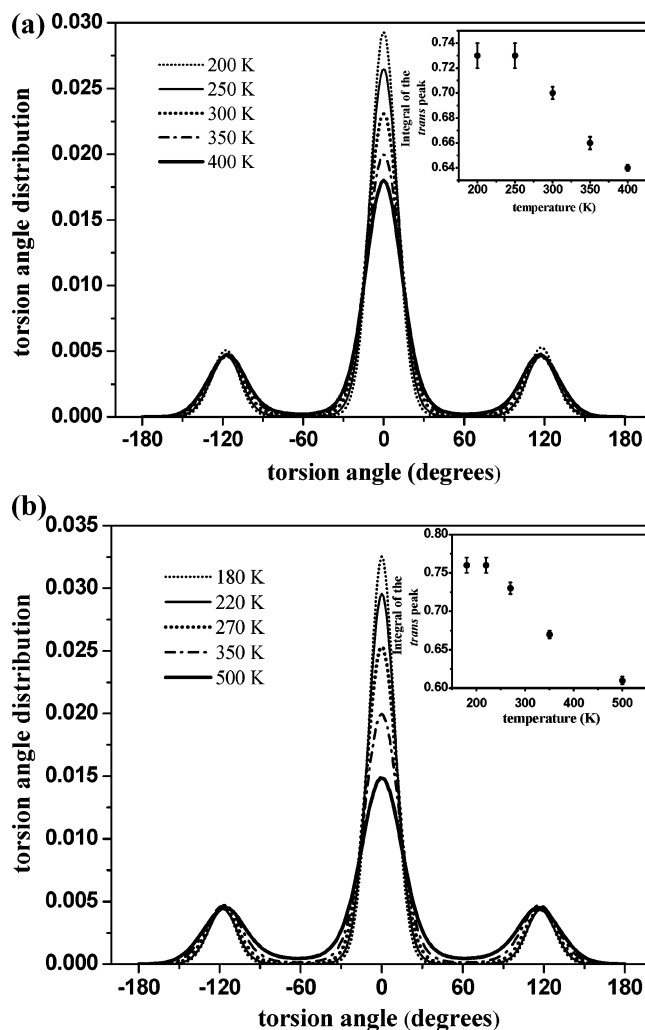 (a)
0.030
0.025
0.020
0.015
0.010
0.005
0.000
torsion angle distribution
200 K
250 K
300 K
350 K
400 K
0.74
0.72
0.70
0.68
0.66
0.64
Integral of the
trans peak
200 250 300 350 400
temperature (K)
-180 -120 -60 0 60 120 180
torsion angle (degrees)
(b)
0.035
0.030
0.025
0.020
0.015
0.010
0.005
0.000
torsion angle distribution
180 K
220 K
270 K
350 K
500 K
0.80
0.75
0.70
0.65
0.60
Integral of the
trans peak
200 300 400 500
temperature (K)
-180 -120 -60 0 60 120 180
torsion angle (degrees)